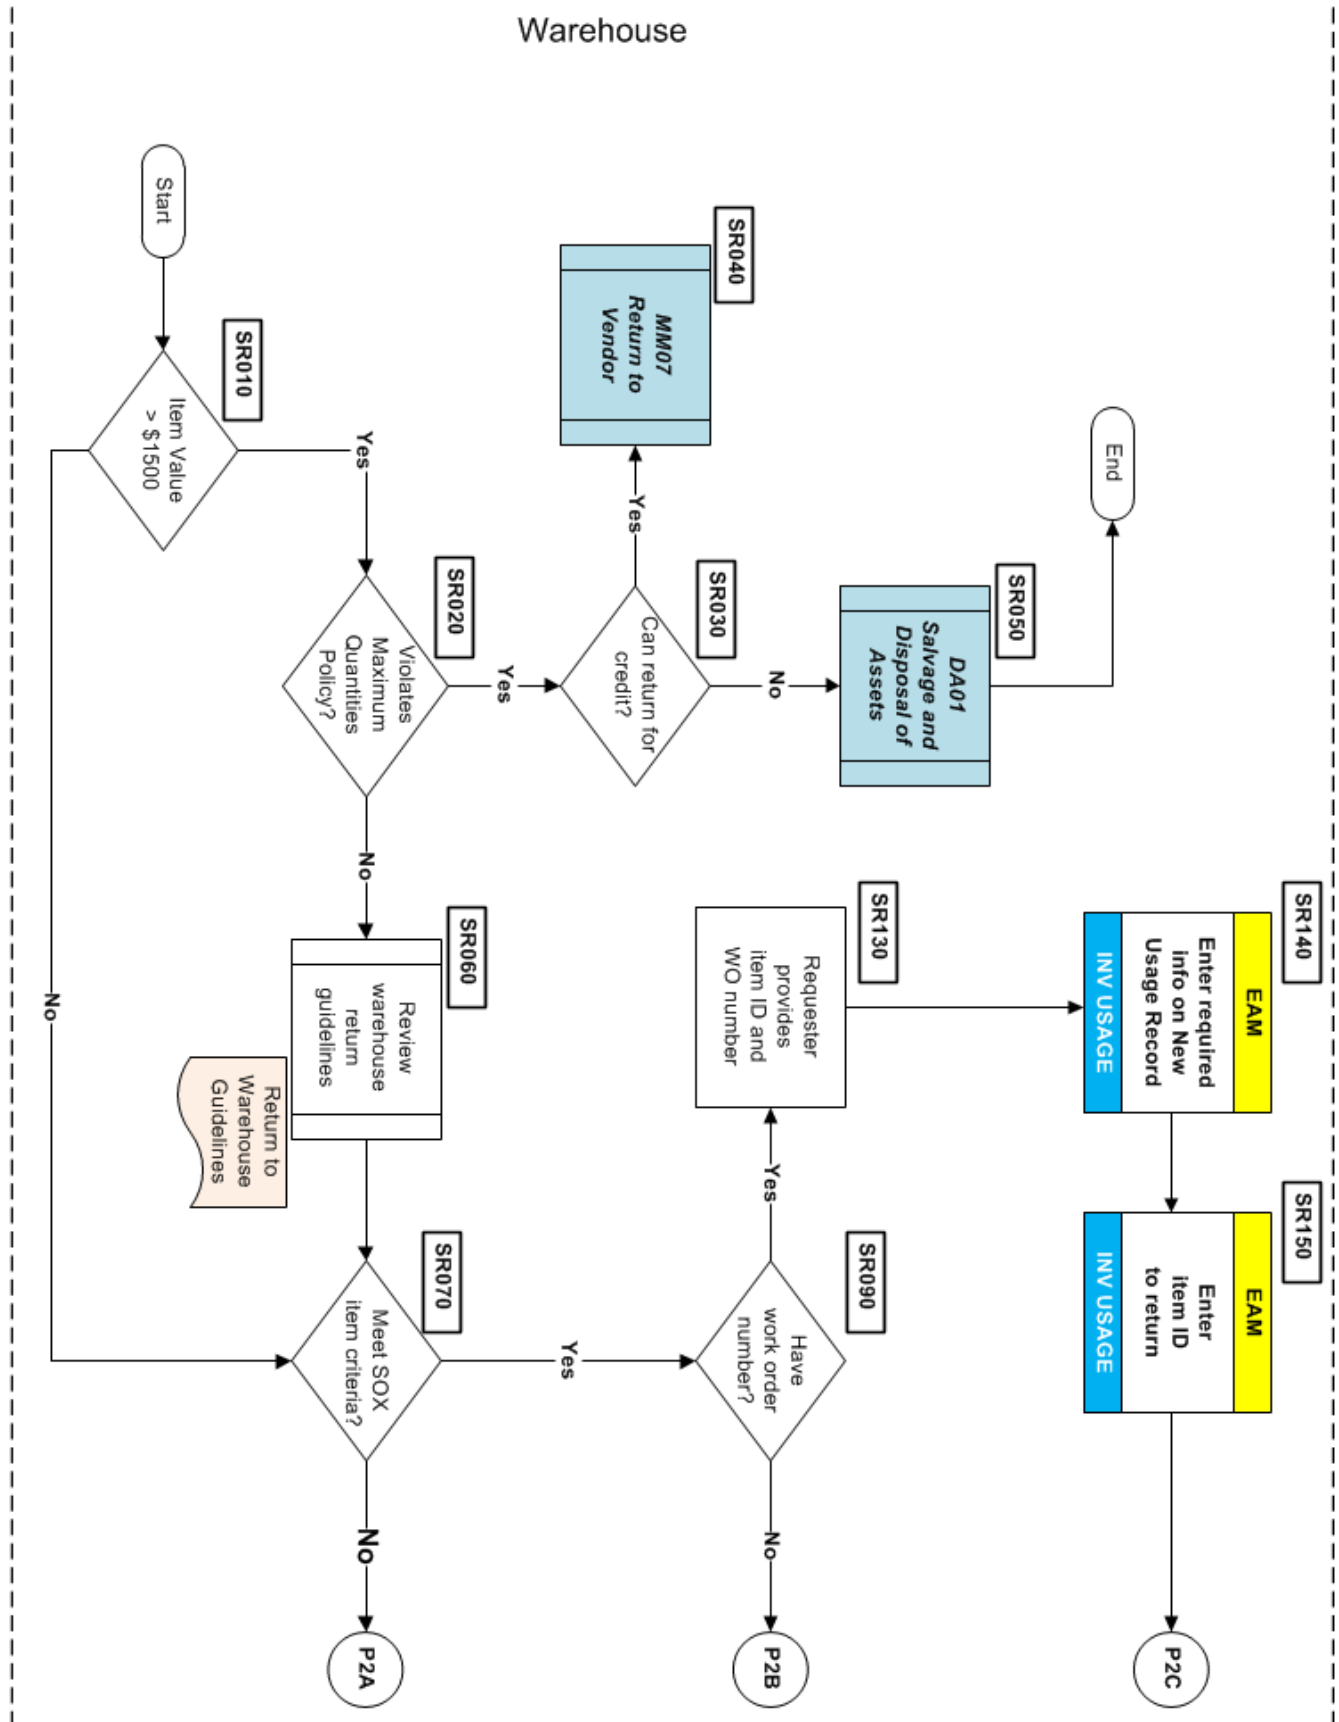 Warehouse
Start
SR010
Item Value
> $1500
Yes
No
SR020
Violates
Maximum
Quantities
Policy?
Yes
No
SR030
Can return for
credit?
Yes
No
SR040
MM07
Return to
Vendor
SR050
DA01
Salvage and
Disposal of
Assets
End
SR060
Review
warehouse
return
guidelines
Return to
Warehouse
Guidelines
SR070
Meet SOX
item criteria?
Yes
No
P2A
SR090
Have
work order
number?
Yes
No
P2B
SR130
Requester
provides
item ID and
WO number
SR140
EAM
Enter required
info on New
Usage Record
INV USAGE
SR150
EAM
Enter
item ID
to return
INV USAGE
P2C